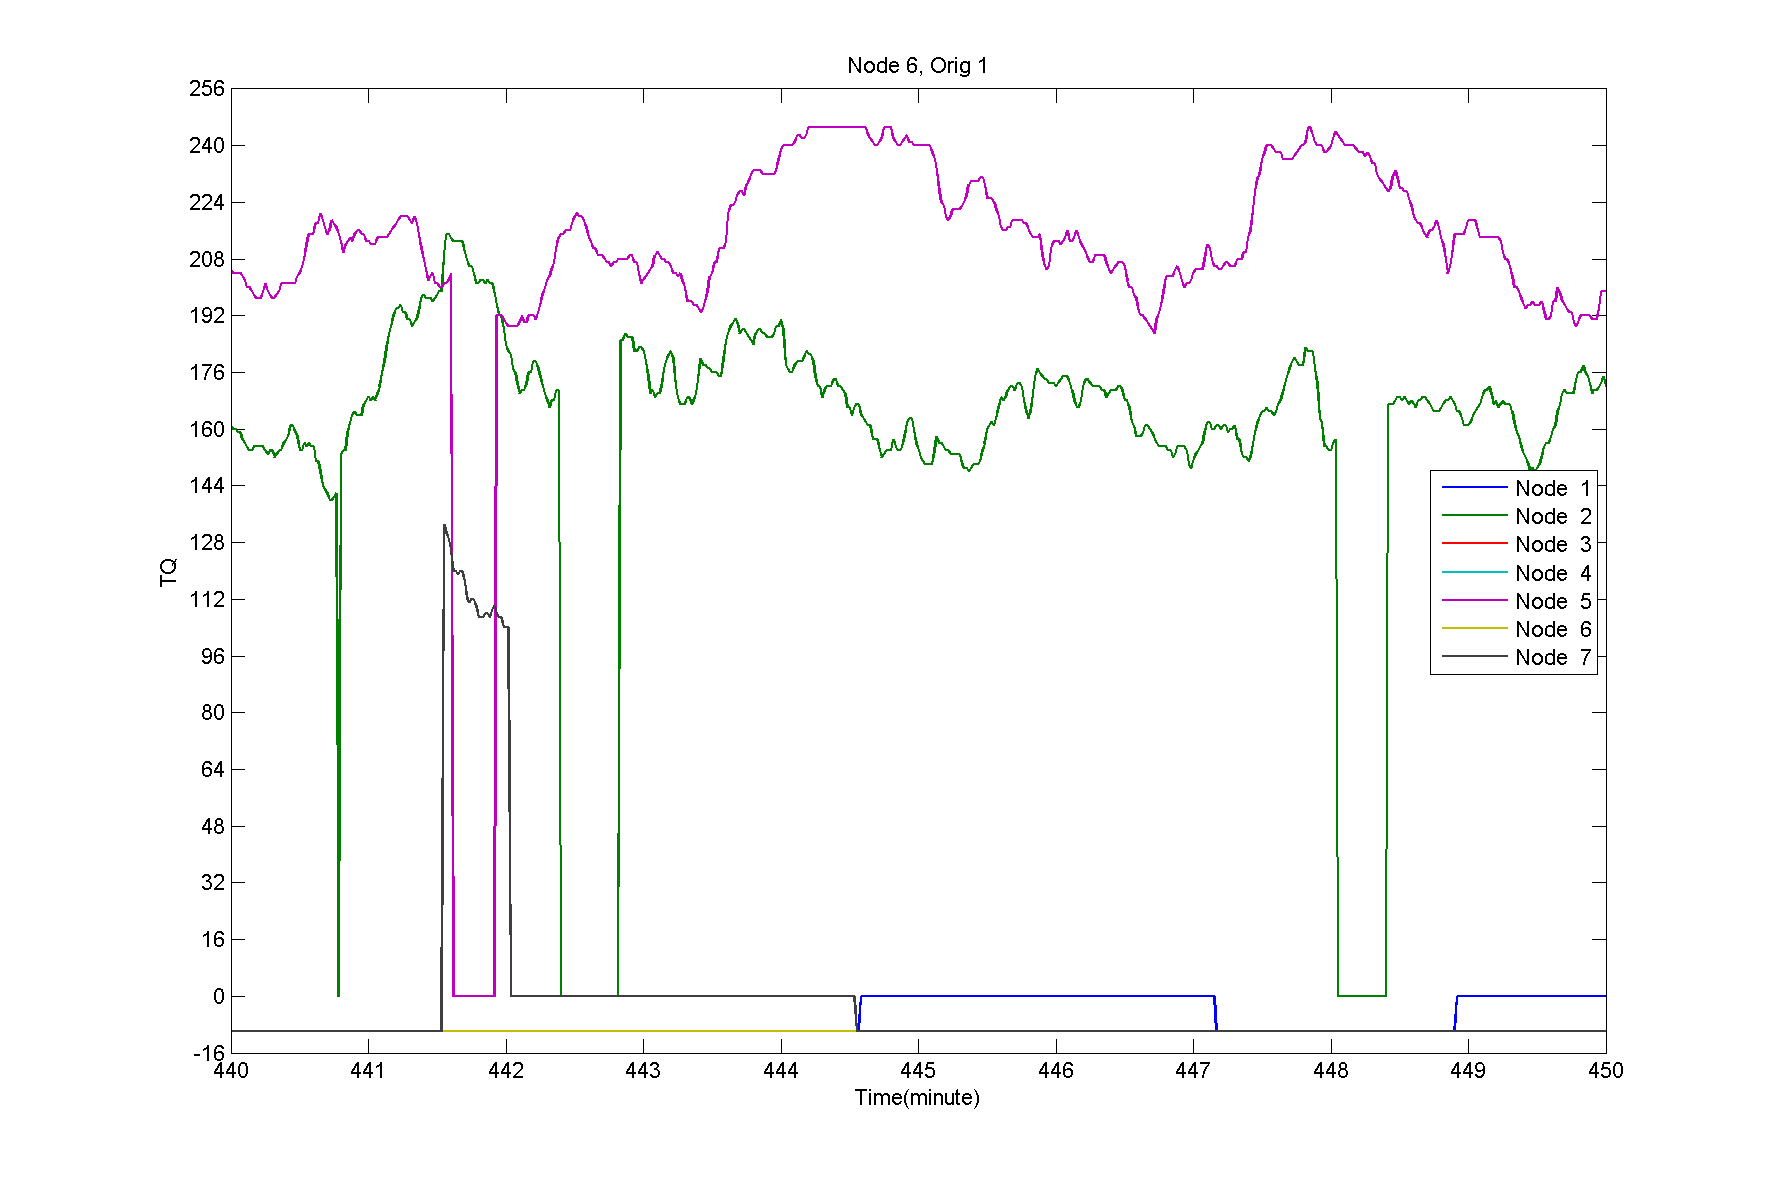 Node 6, Orig 1
256
240
224
208
192
176
160
144
128
112
96
80
64
48
32
16
0
-16
TQ
Node 1
Node 2
Node 3
Node 4
Node 5
Node 6
Node 7
440 441 442 443 444 445 446 447 448 449 450
Time(minute)